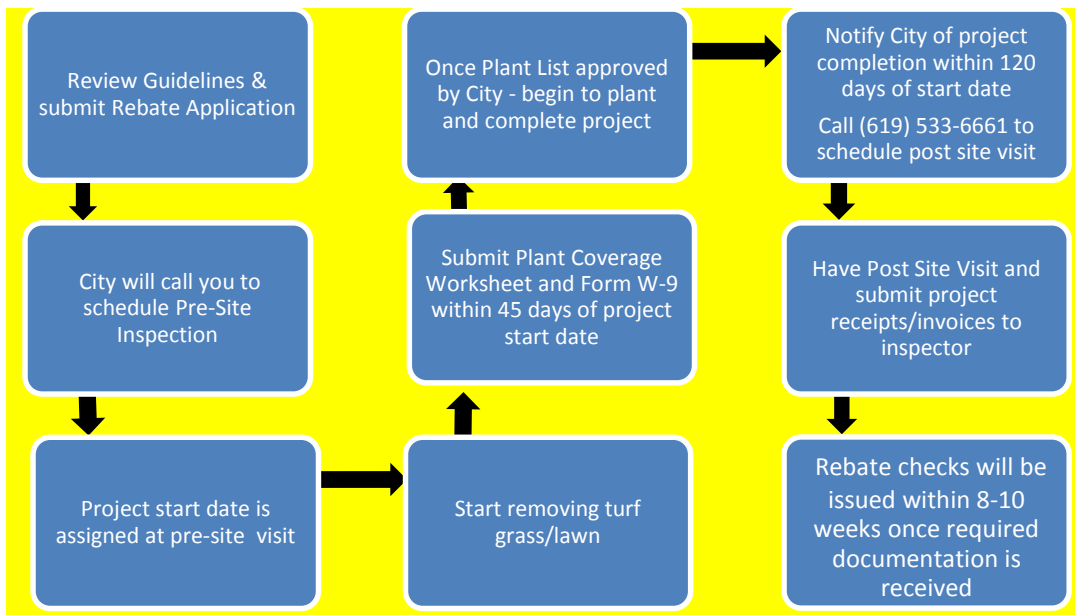 Review Guidelines &
submit Rebate Application
City will call you to
schedule Pre-Site
Inspection
Project start date is
assigned at pre-site visit
Start removing turf
grass/lawn
Submit Plant Coverage
Worksheet and Form W-9
within 45 days of project
start date
Once Plant List approved
by City - begin to plant
and complete project
Notify City of project
completion within 120
days of start date
Call (619) 533-6661 to
schedule post site visit
Have Post Site Visit and
submit project
receipts/invoices to
inspector
Rebate checks will be
issued within 8-10
weeks once required
documentation is
received